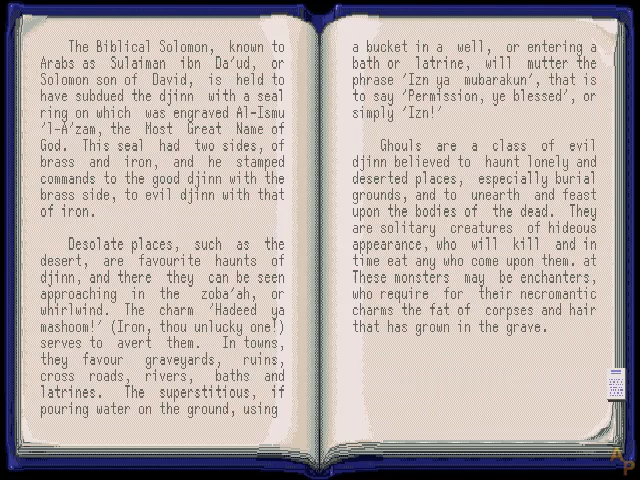 The Biblical Solomon, known to
Arabs as Sulaiman ibn Da'ud, or
Solomon son of David, is held to
have subdued the djinn with a seal
ring on which was engraved Al-Ismu
'l-A'zam, the Most Great Name of
God. This seal had two sides, of
brass and iron, and he stamped
commands to the good djinn with the
brass side, to evil djinn with that
of iron.
Desolate places, such as the
desert, are favourite haunts of
djinn, and there they can be seen
approaching in the zoba'ah, or
whirlwind. The charm 'Hadeed ya
mashoom!' (Iron, thou unlucky one!)
serves to avert them. In towns,
they favour graveyards, ruins,
cross roads, rivers, baths and
latrines. The superstitious, if
pouring water on the ground, using
a bucket in a well, or entering a
bath or latrine, will mutter the
phrase 'Izn ya mubarakun', that is
to say 'Permission, ye blessed', or
simply 'Izn!'
Ghouls are a class of evil
djinn believed to haunt lonely and
deserted places, especially burial
grounds, and to unearth and feast
upon the bodies of the dead. They
are solitary creatures of hideous
appearance, who will kill and in
time eat any who come upon them. at
These monsters may be enchanters,
who require for their necromantic
charms the fat of corpses and hair
that has grown in the grave.
AP